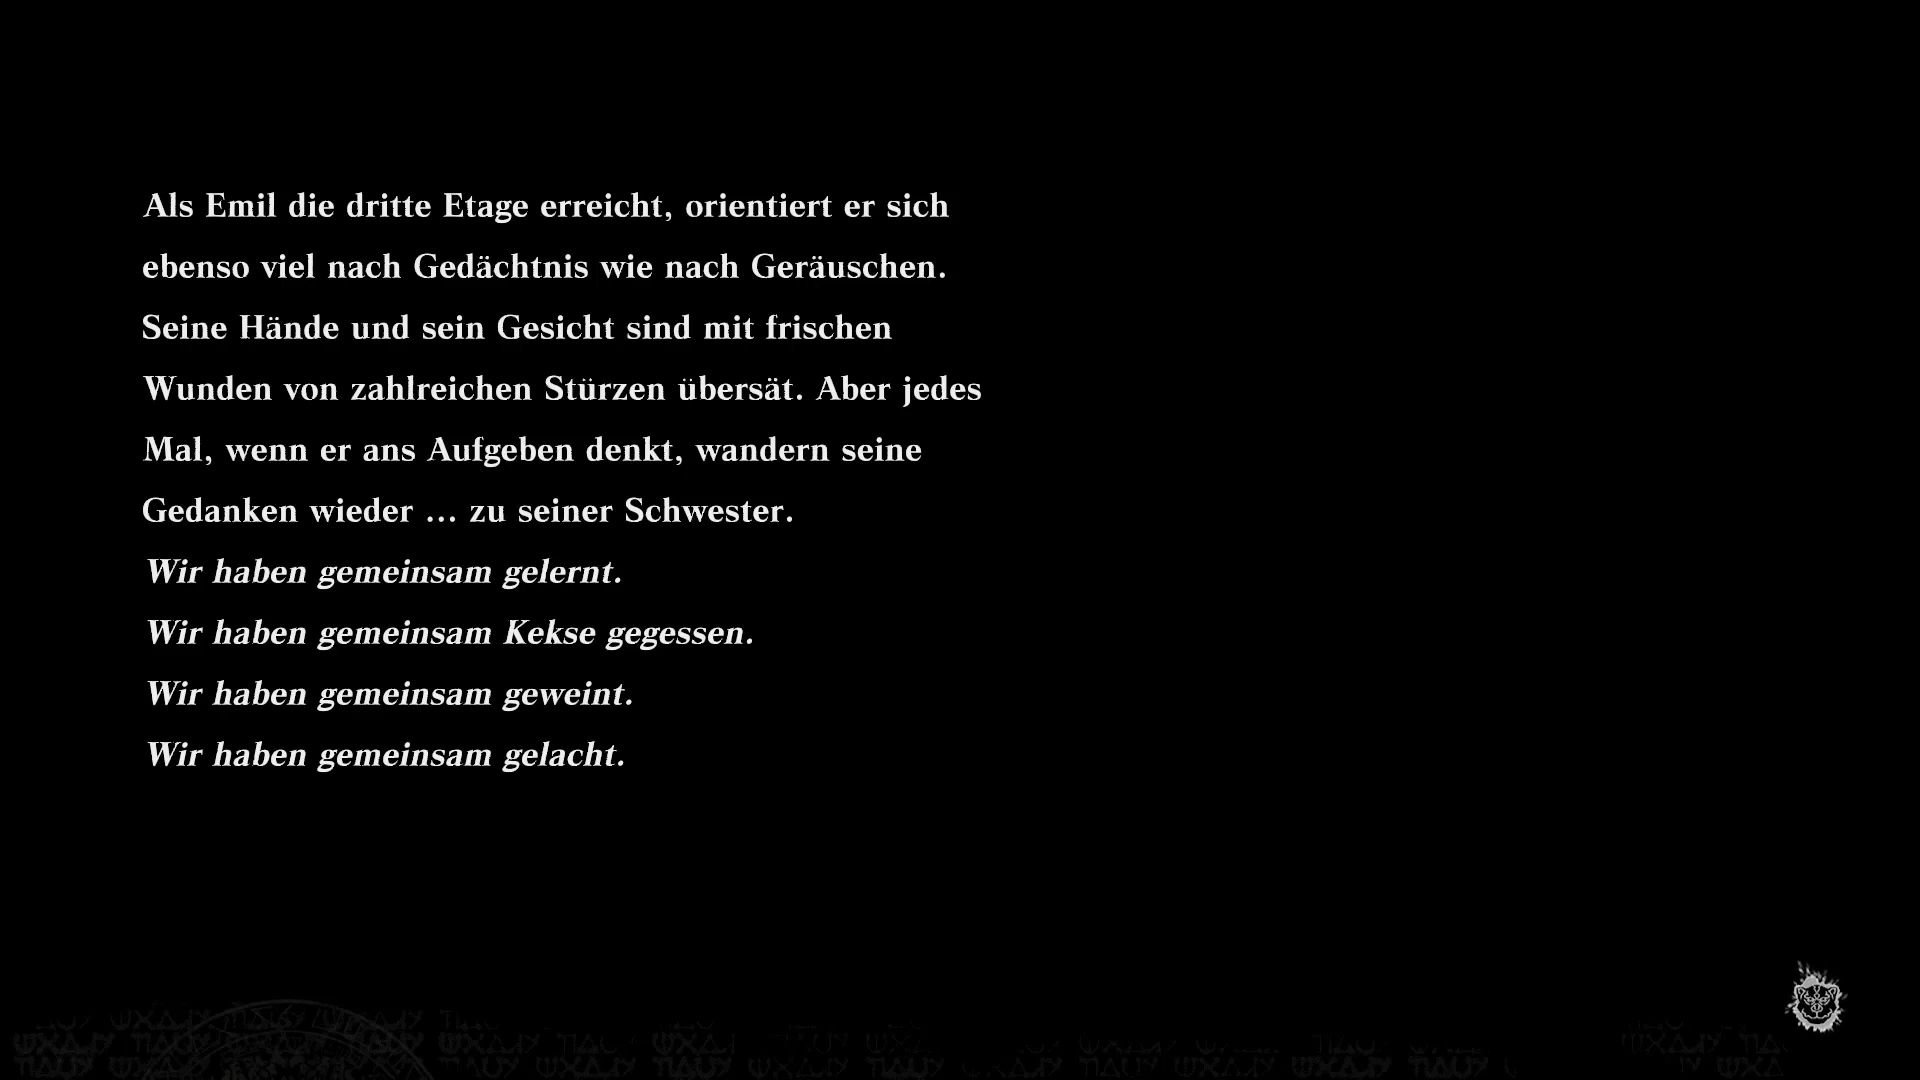 Als Emil die dritte Etage erreicht, orientiert er sich
ebenso viel nach Gedächtnis wie nach Geräuschen.
Seine Hände und sein Gesicht sind mit frischen
Wunden von zahlreichen Stürzen übersät. Aber jedes
Mal, wenn er ans Aufgeben denkt, wandern seine
Gedanken wieder … zu seiner Schwester.
Wir haben gemeinsam gelernt.
Wir haben gemeinsam Kekse gegessen.
Wir haben gemeinsam geweint.
Wir haben gemeinsam gelacht.